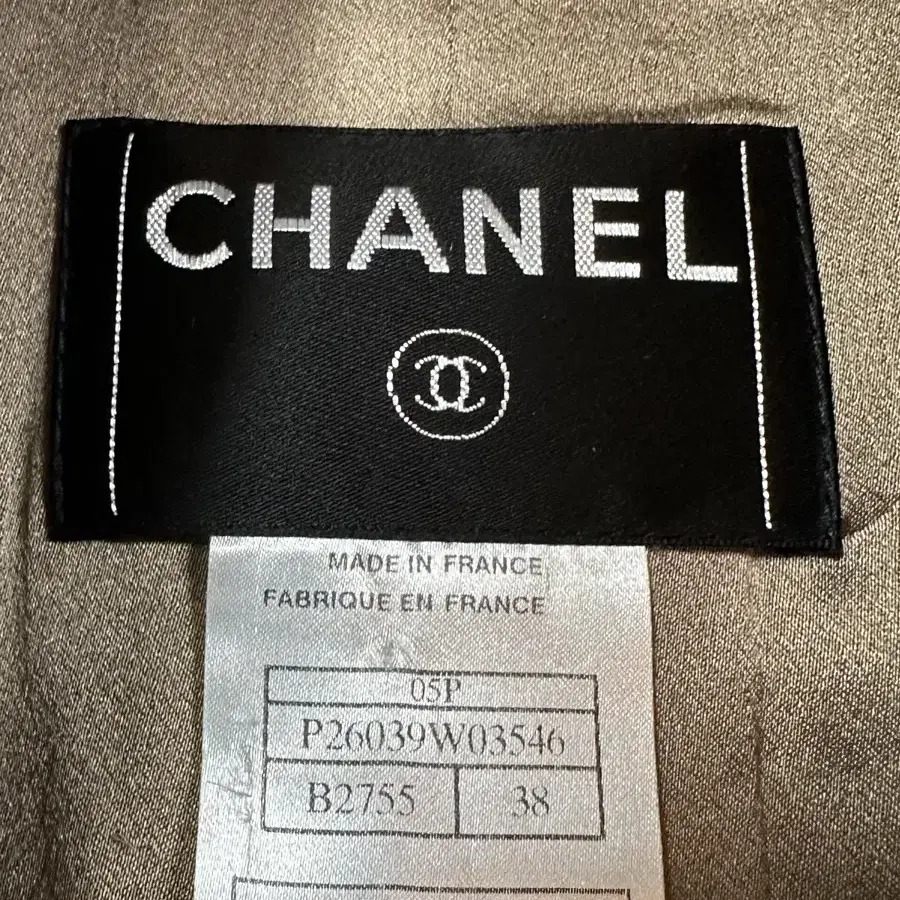 CHANEL
MADE IN FRANCE
FABRIQUE EN FRANCE
05P
P26039W03546
B2755 38